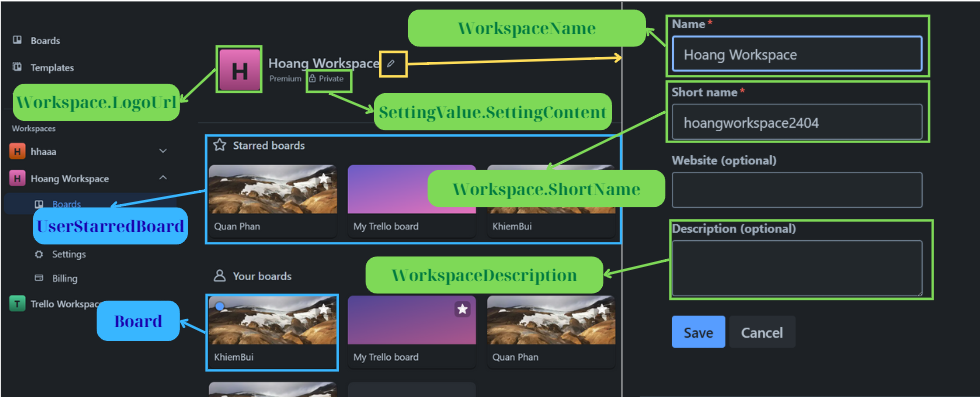 Boards
Templates
Workspace.LogoUrl
Workspaces
H hhaaa
H Hoang Workspace
Boards
UserStarredBoard
Settings
Billing
T Trello Workspac
Board
WorkspaceName
H Hoang Workspace
Premium Private
SettingValue.SettingContent
Starred boards
Quan Phan
My Trello board
KhiemBui
Workspace.ShortName
Your boards
WorkspaceDescription
KhiemBui
My Trello board
Quan Phan
Name*
Hoang Workspace
Short name*
hoangworkspace2404
Website (optional)
Description (optional)
Save Cancel